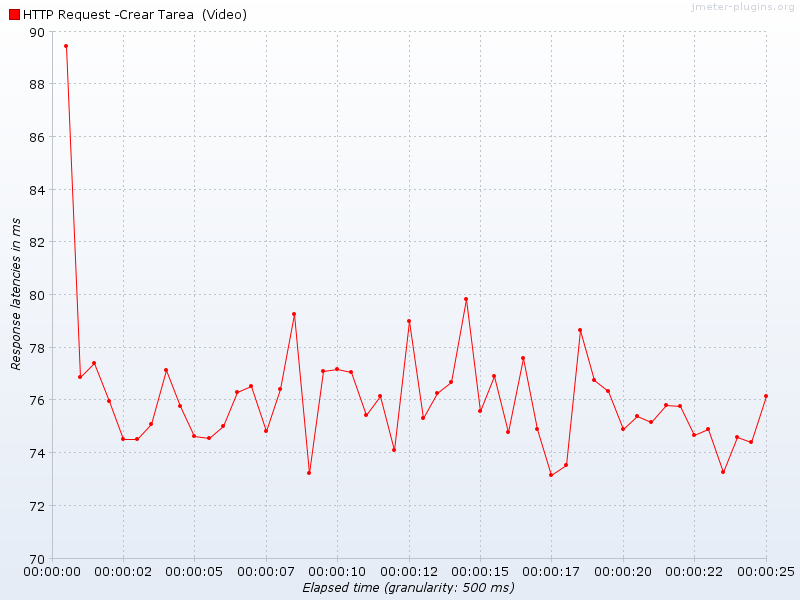 jmeter-plugins.org
HTTP Request -Crear Tarea  (Video)
90
88
86
84
82
80
78
76
74
72
70
Response latencies in ms
00:00:00 00:00:02 00:00:05 00:00:07 00:00:10 00:00:12 00:00:15 00:00:17 00:00:20 00:00:22 00:00:25
Elapsed time (granularity: 500 ms)